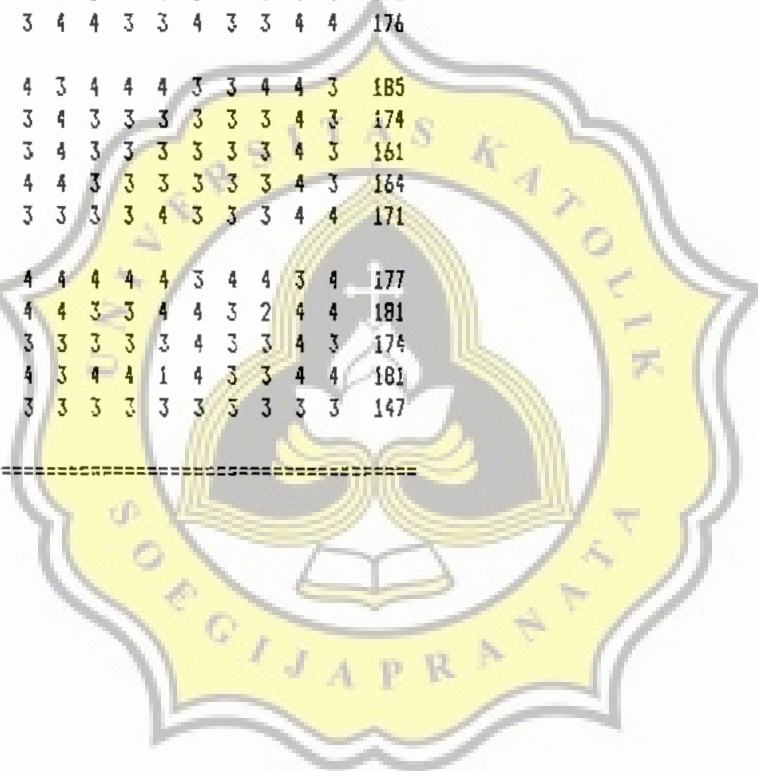 3 4 4 3 3 4 3 3 4 4 176
4 3 4 4 4 3 3 4 4 3 185
3 4 3 3 3 3 3 3 4 3 174
3 4 3 3 3 3 3 3 4 3 161
4 4 3 3 3 3 3 3 4 3 164
3 3 3 3 4 3 3 3 4 4 171
4 4 4 4 4 3 4 4 3 4 177
4 4 3 3 4 4 3 2 4 4 181
3 3 3 3 3 4 3 3 4 3 174
4 3 4 4 1 4 3 3 4 4 181
3 3 3 3 3 3 3 3 3 3 147
UNIVERSITAS KATOLIK
SOEGIJAPRANATA